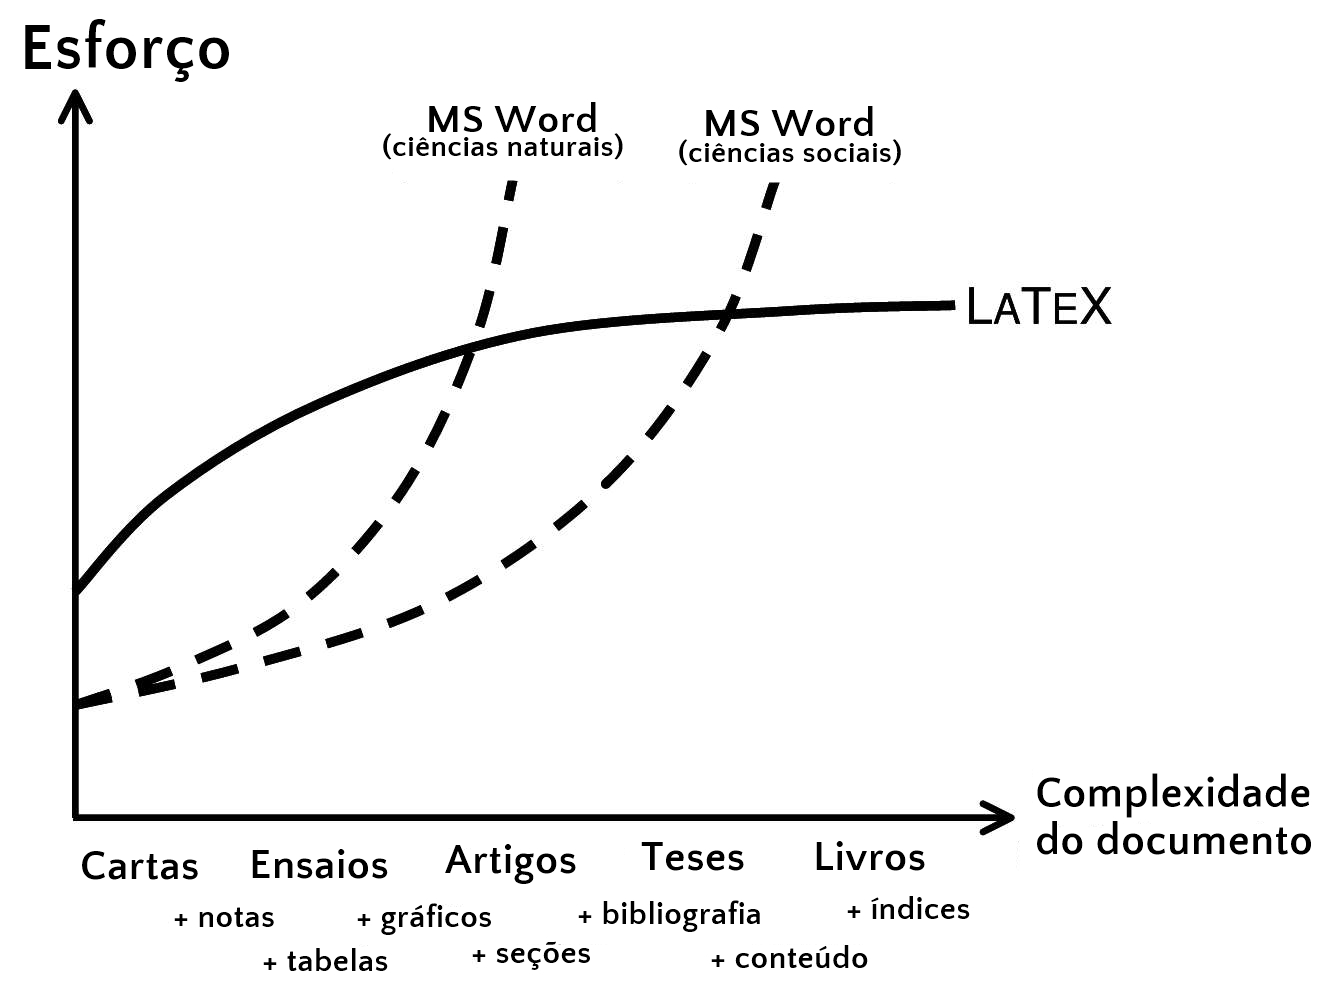 Esforço
MS Word
(ciências naturais)
MS Word
(ciências sociais)
LATEX
Complexidade
do documento
Cartas
Ensaios
Artigos
Teses
Livros
+ notas
+ gráficos
+ bibliografia
+ índices
+ tabelas
+ seções
+ conteúdo